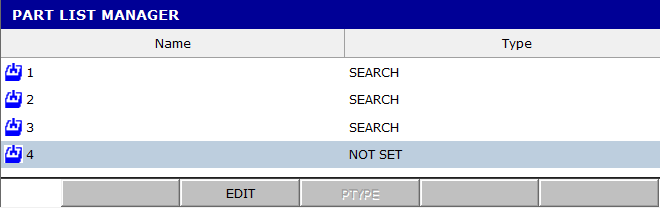 PART LIST MANAGER
Name Type
1 SEARCH
2 SEARCH
3 SEARCH
4 NOT SET
EDIT PTYPE